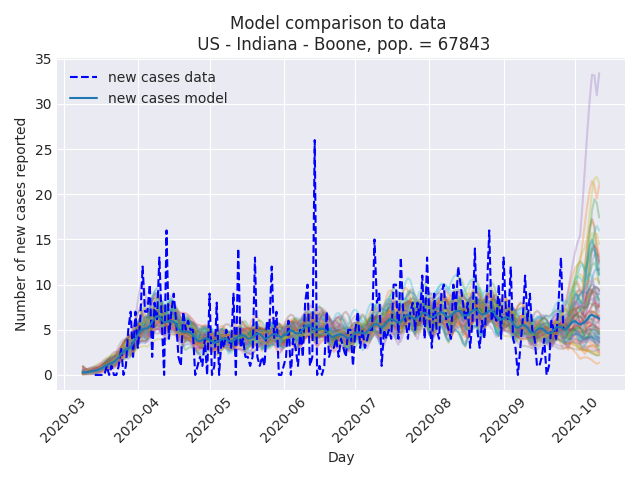 Model comparison to data
US - Indiana - Boone, pop. = 67843
new cases data
new cases model
Number of new cases reported
35
30
25
20
15
10
5
0
2020-03
2020-04
2020-05
2020-06
2020-07
2020-08
2020-09
2020-10
Day